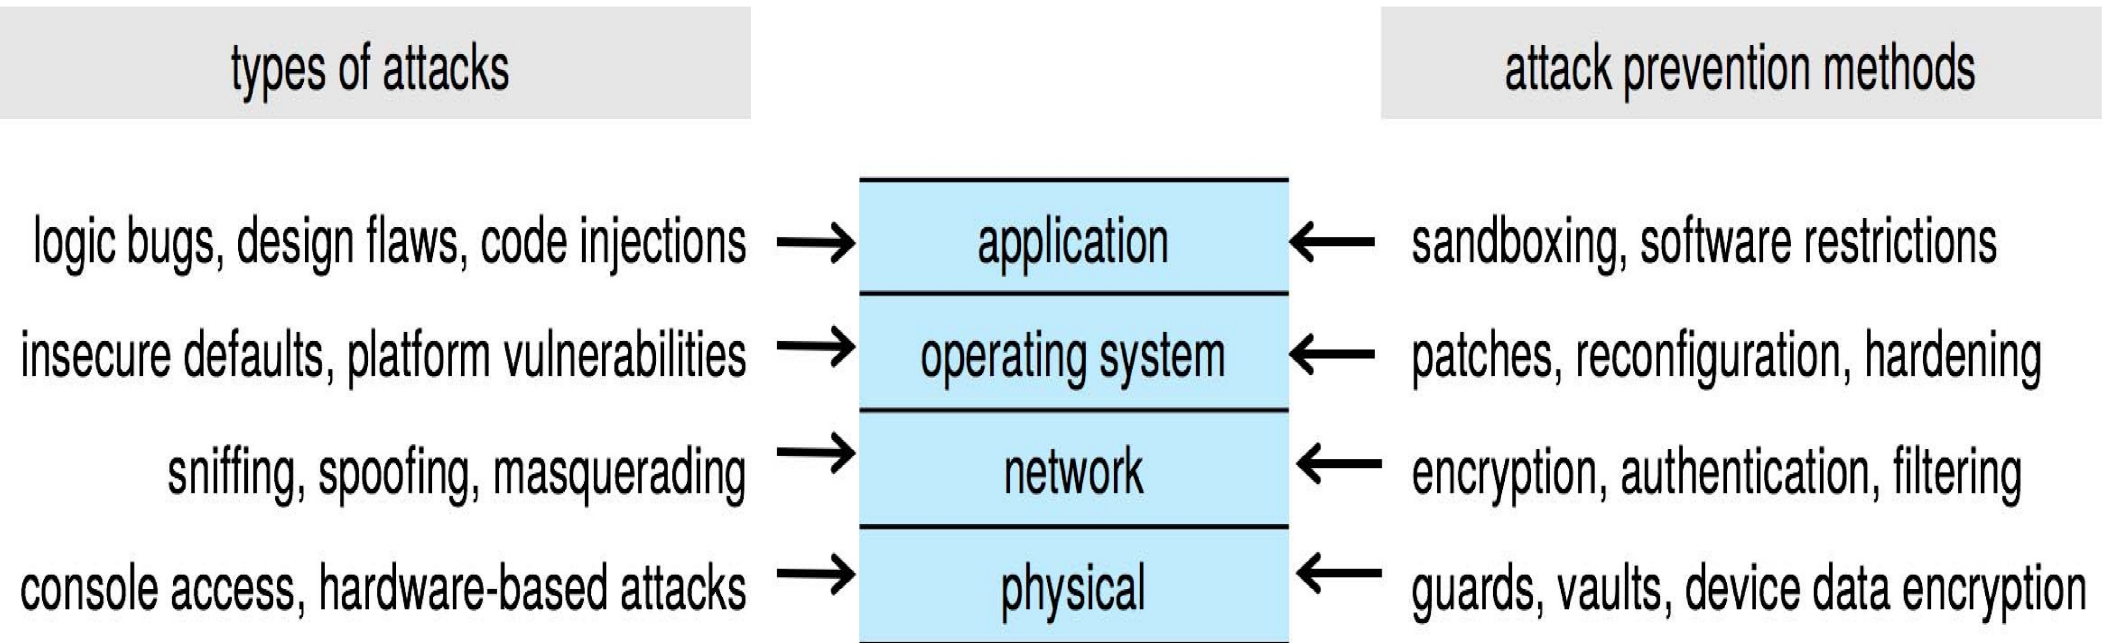 types of attacks
attack prevention methods
logic bugs, design flaws, code injections
application
sandboxing, software restrictions
insecure defaults, platform vulnerabilities
operating system
patches, reconfiguration, hardening
sniffing, spoofing, masquerading
network
encryption, authentication, filtering
console access, hardware-based attacks
physical
guards, vaults, device data encryption